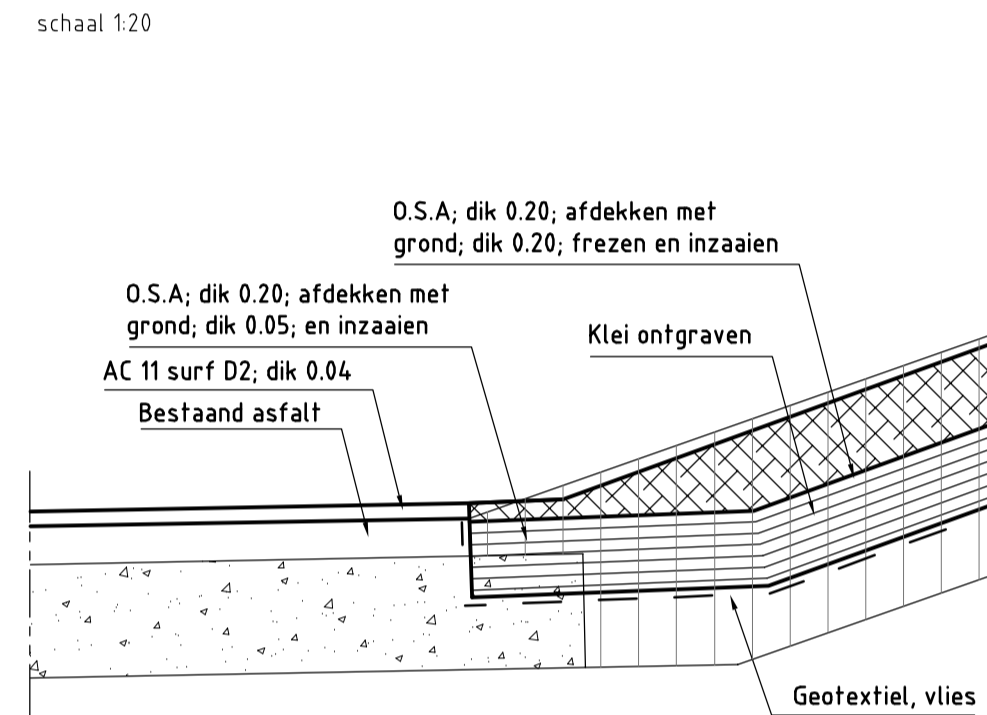 schaal 1:20
O.S.A; dik 0.20; afdekken met
grond; dik 0.20; frezen en inzaaien
O.S.A; dik 0.20; afdekken met
grond; dik 0.05; en inzaaien
Klei ontgraven
AC 11 surf D2; dik 0.04
Bestaand asfalt
Geotextiel, vlies